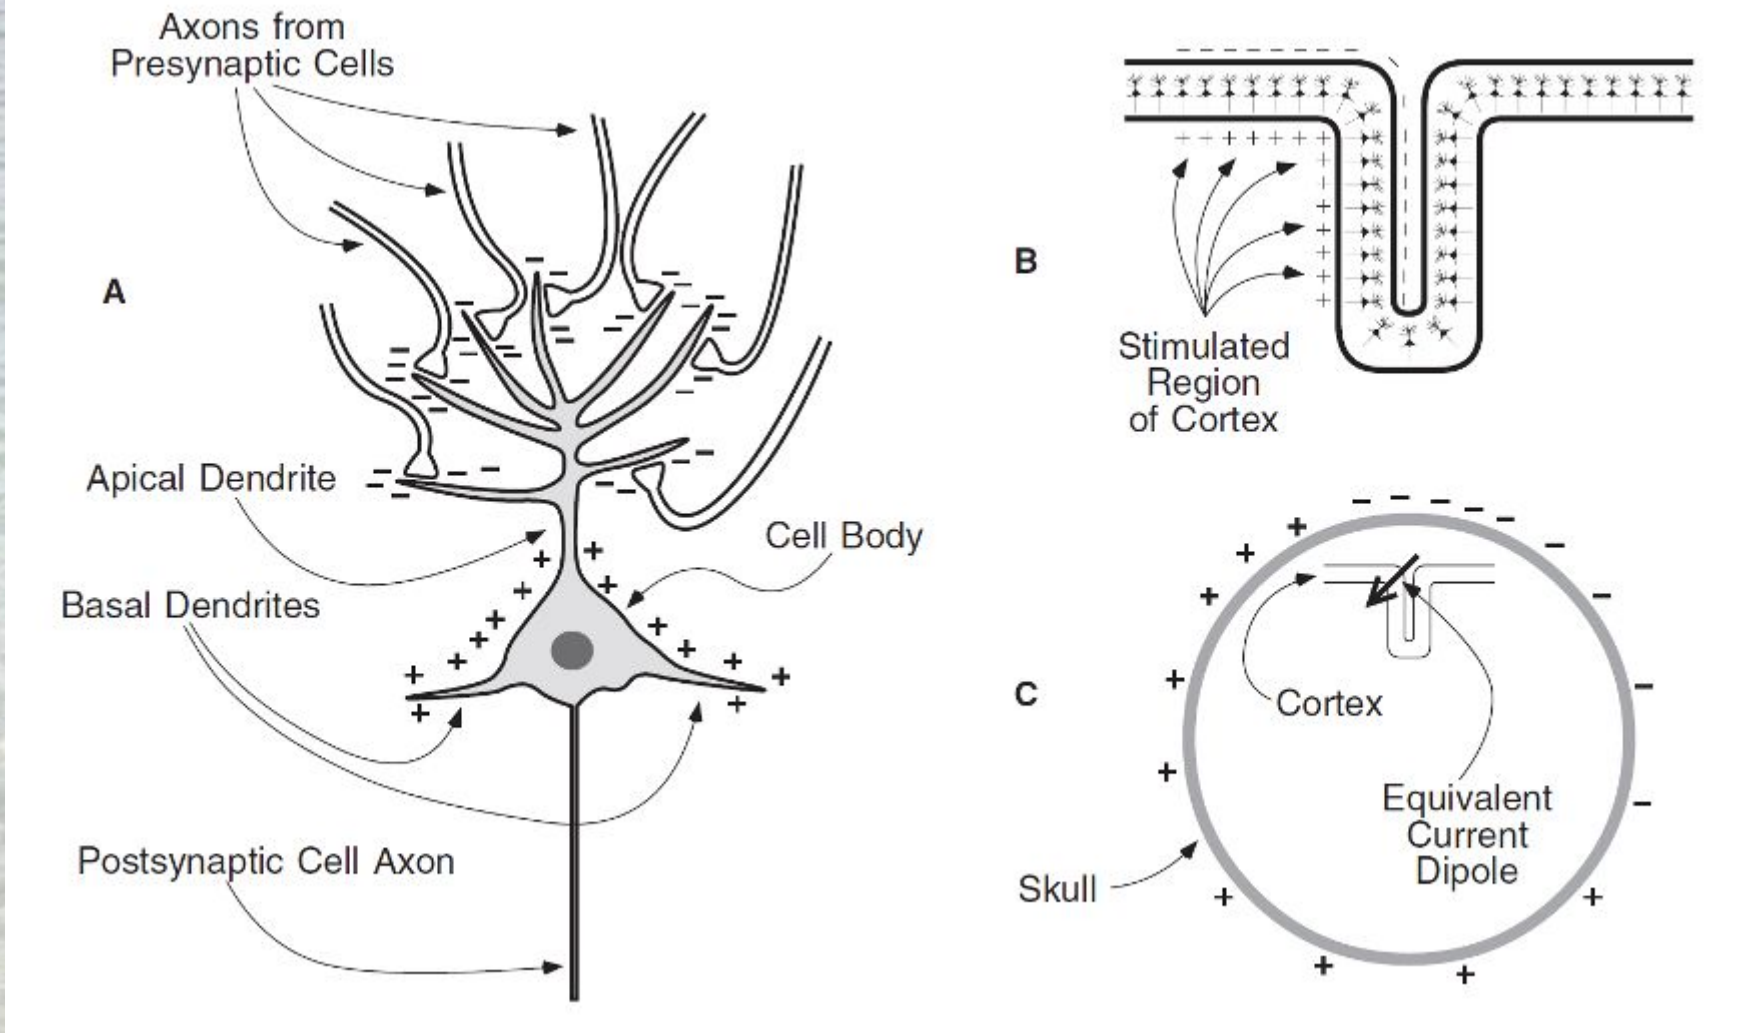 Axons from
Presynaptic Cells
A
Apical Dendrite
Cell Body
Basal Dendrites
Postsynaptic Cell Axon
B
Stimulated
Region
of Cortex
C
Cortex
Equivalent
Current
Dipole
Skull